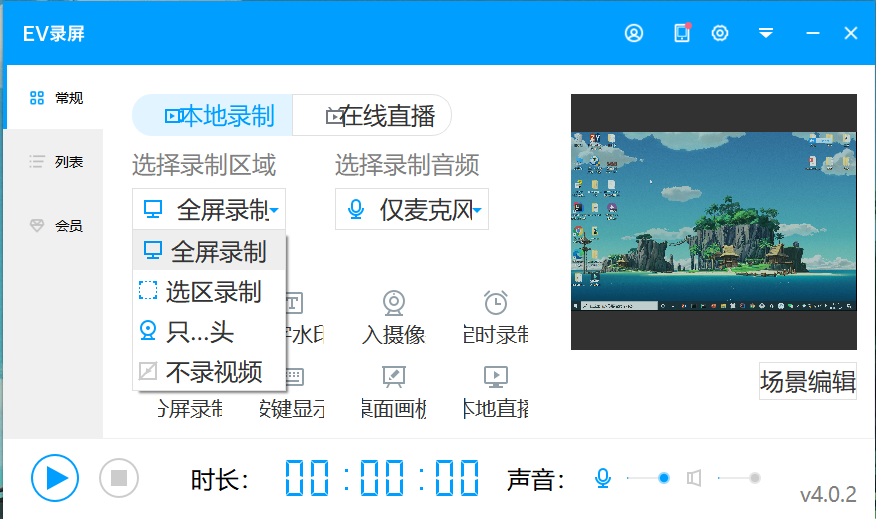 EV录屏
常规
列表
会员
本地录制
在线直播
选择录制区域
选择录制音频
全屏录制
仅麦克风
全屏录制
选区录制
只...头
不录视频
字水印
入摄像
定时录制
分屏录制
按键显示
桌面画板
本地直播
场景编辑
时长：
00:00:00
声音：
v4.0.2